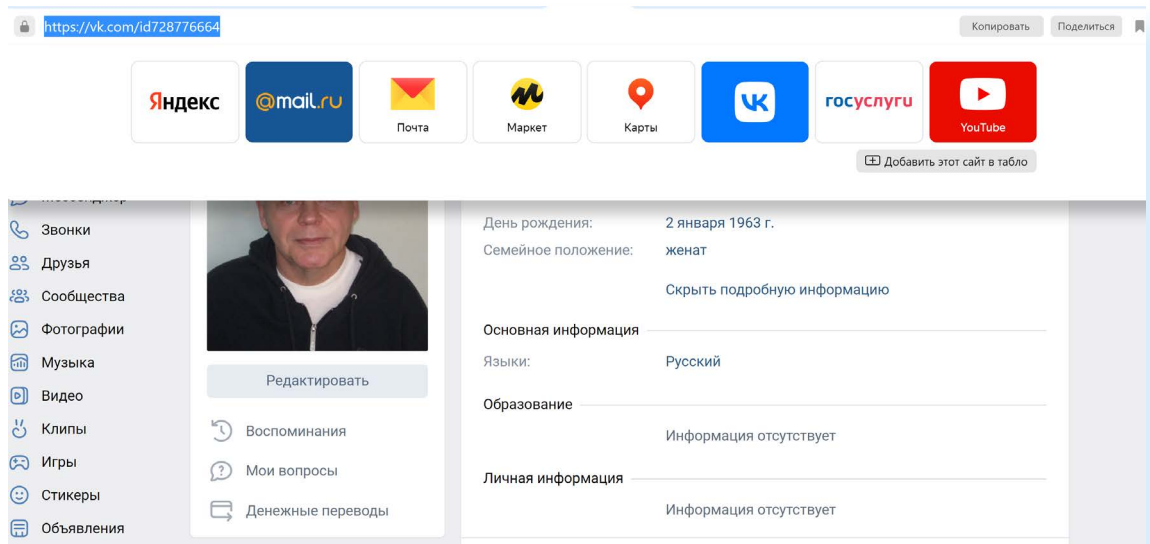 https://vk.com/id728776664
Копировать
Поделиться
Яндекс
@mail.ru
Почта
Маркет
Карты
госуслуги
YouTube
Добавить этот сайт в табло
Мессенджер
Звонки
Друзья
Сообщества
Фотографии
Музыка
Видео
Клипы
Игры
Стикеры
Объявления
Редактировать
Воспоминания
Мои вопросы
Денежные переводы
День рождения: 2 января 1963 г.
Семейное положение: женат
Скрыть подробную информацию
Основная информация
Языки: Русский
Образование
Информация отсутствует
Личная информация
Информация отсутствует